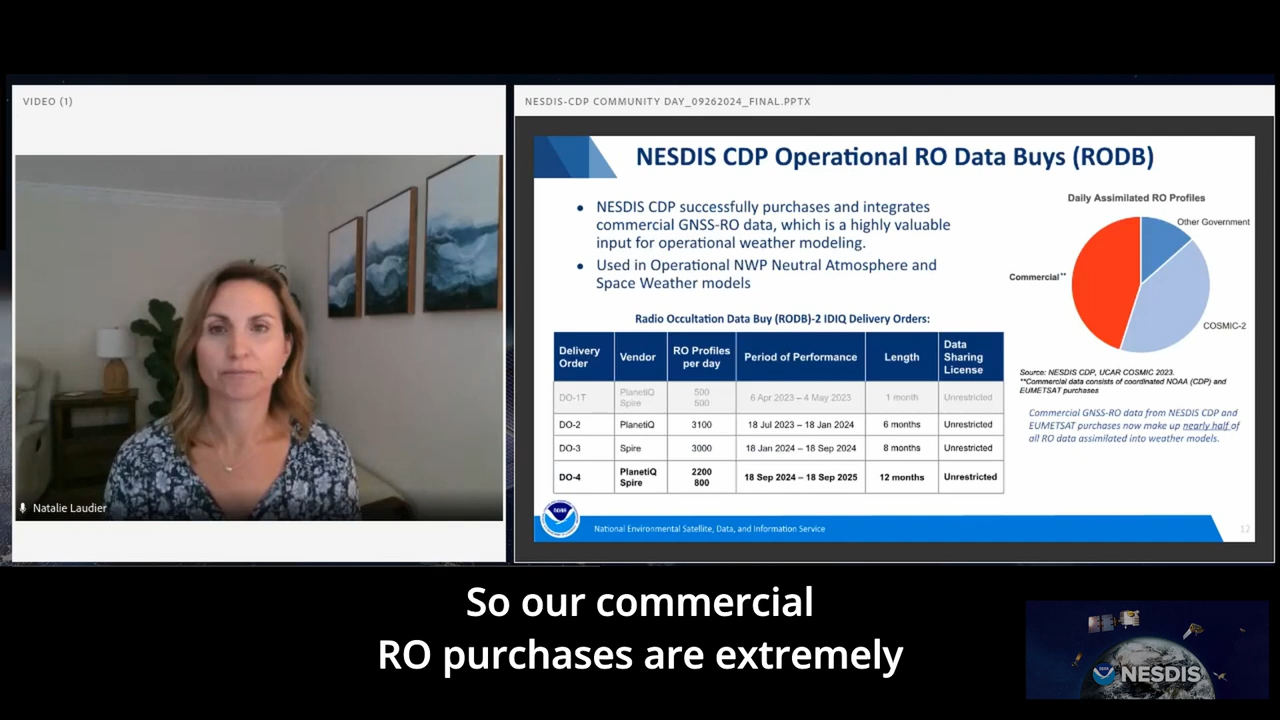 VIDEO (1)
Natalie Laudier
NESDIS-CDP COMMUNITY DAY_09262024_FINAL.PPTX
NESDIS CDP Operational RO Data Buys (RODB)
• NESDIS CDP successfully purchases and integrates
commercial GNSS-RO data, which is a highly valuable
input for operational weather modeling.
• Used in Operational NWP Neutral Atmosphere and
Space Weather models
Radio Occultation Data Buy (RODB)-2 IDIQ Delivery Orders:
Delivery Order Vendor RO Profiles per day Period of Performance Length Data Sharing License
DO-1T PlanetiQ Spire 500 500 6 Apr 2023 – 4 May 2023 1 month Unrestricted
DO-2 PlanetiQ 3100 18 Jul 2023 – 18 Jan 2024 6 months Unrestricted
DO-3 Spire 3000 18 Jan 2024 – 18 Sep 2024 8 months Unrestricted
DO-4 PlanetiQ Spire 2200 800 18 Sep 2024 – 18 Sep 2025 12 months Unrestricted
Daily Assimilated RO Profiles
Other Government
Commercial**
COSMIC-2
Source: NESDIS CDP, UCAR COSMIC 2023.
**Commercial data consists of coordinated NOAA (CDP) and
EUMETSAT purchases
Commercial GNSS-RO data from NESDIS CDP and
EUMETSAT purchases now make up nearly half of
all RO data assimilated into weather models.
NOAA
National Environmental Satellite, Data, and Information Service
12
So our commercial
RO purchases are extremely
NESDIS